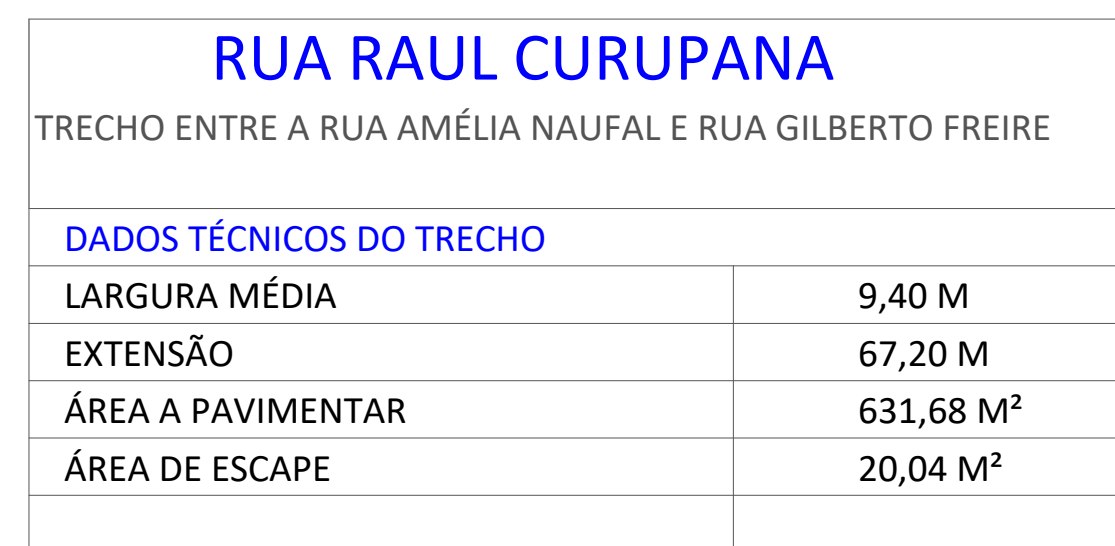 RUA RAUL CURUPANA
TRECHO ENTRE A RUA AMÉLIA NAUFAL E RUA GILBERTO FREIRE
DADOS TÉCNICOS DO TRECHO
LARGURA MÉDIA 9,40 M
EXTENSÃO 67,20 M
ÁREA A PAVIMENTAR 631,68 M²
ÁREA DE ESCAPE 20,04 M²